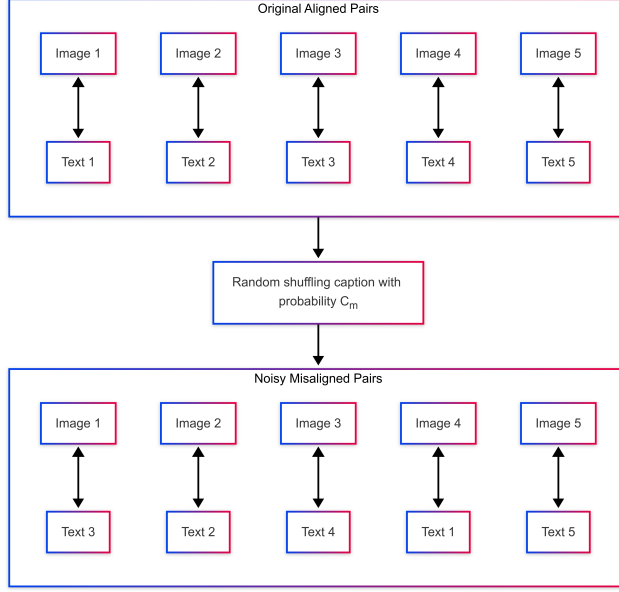 Original Aligned Pairs
Image 1
Image 2
Image 3
Image 4
Image 5
Text 1
Text 2
Text 3
Text 4
Text 5
Random shuffling caption with
probability Cm
Noisy Misaligned Pairs
Image 1
Image 2
Image 3
Image 4
Image 5
Text 3
Text 2
Text 4
Text 1
Text 5